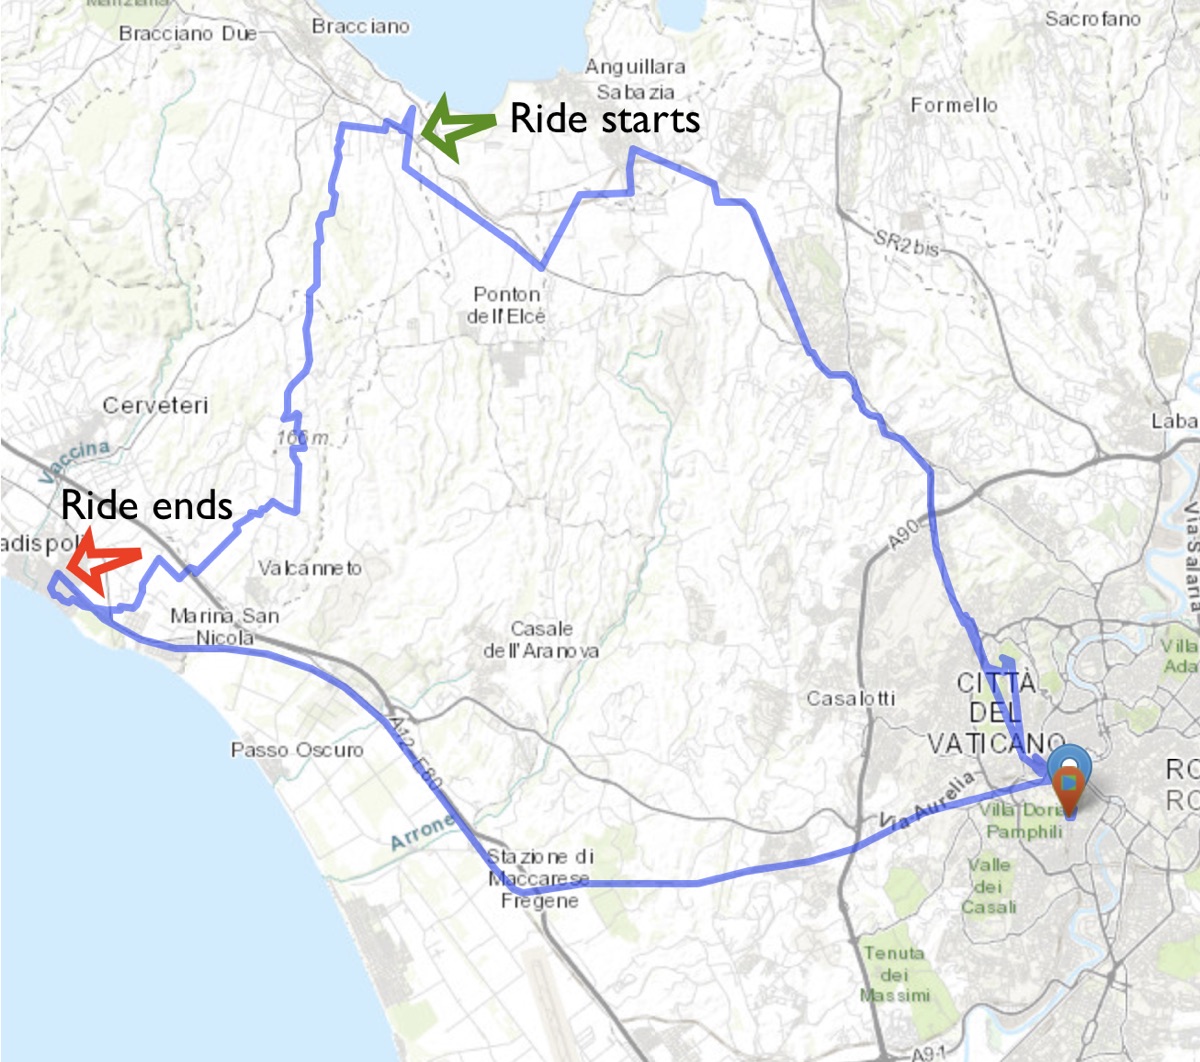 Manziana
Bracciano Due
Bracciano
Sacrofano
Anguillara
Sabazia
Formello
Ride starts
SR2bis
Ponton
dell'Elce
Cerveteri
166 m
Vaccina
Laba
Ride ends
adispoli
A90
Via Salaria
Valcanneto
Marina San
Nicola
Casale
dell'Aranova
Villa
Ada
Casalotti
CITTÀ
DEL
VATICANO
Passo Oscuro
A12-E80
RO
RO
Via Aurelia
Villa Doria
Pamphili
Arrone
Stazione di
Maccarese
Fregene
Valle
dei
Casali
Tenuta
dei
Massimi
A91